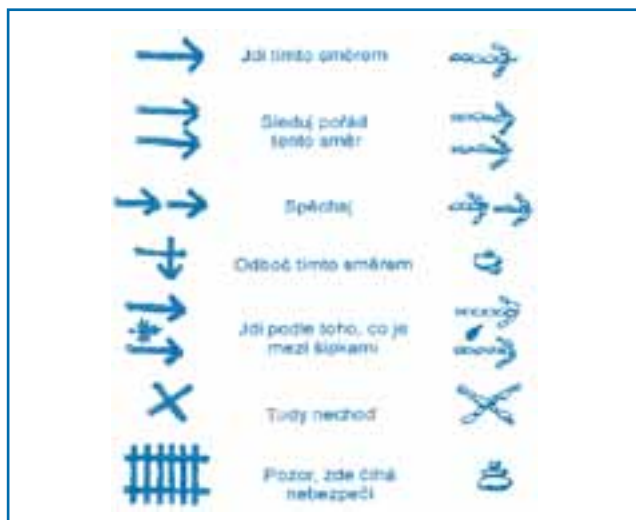 Jdi tímto směrem
Sleduj pořád
tento směr
Spěchej
Odboč tímto směrem
Jdi podle toho, co je
mezi šipkami
Tudy nechoď
Pozor, zde číhá
nebezpečí